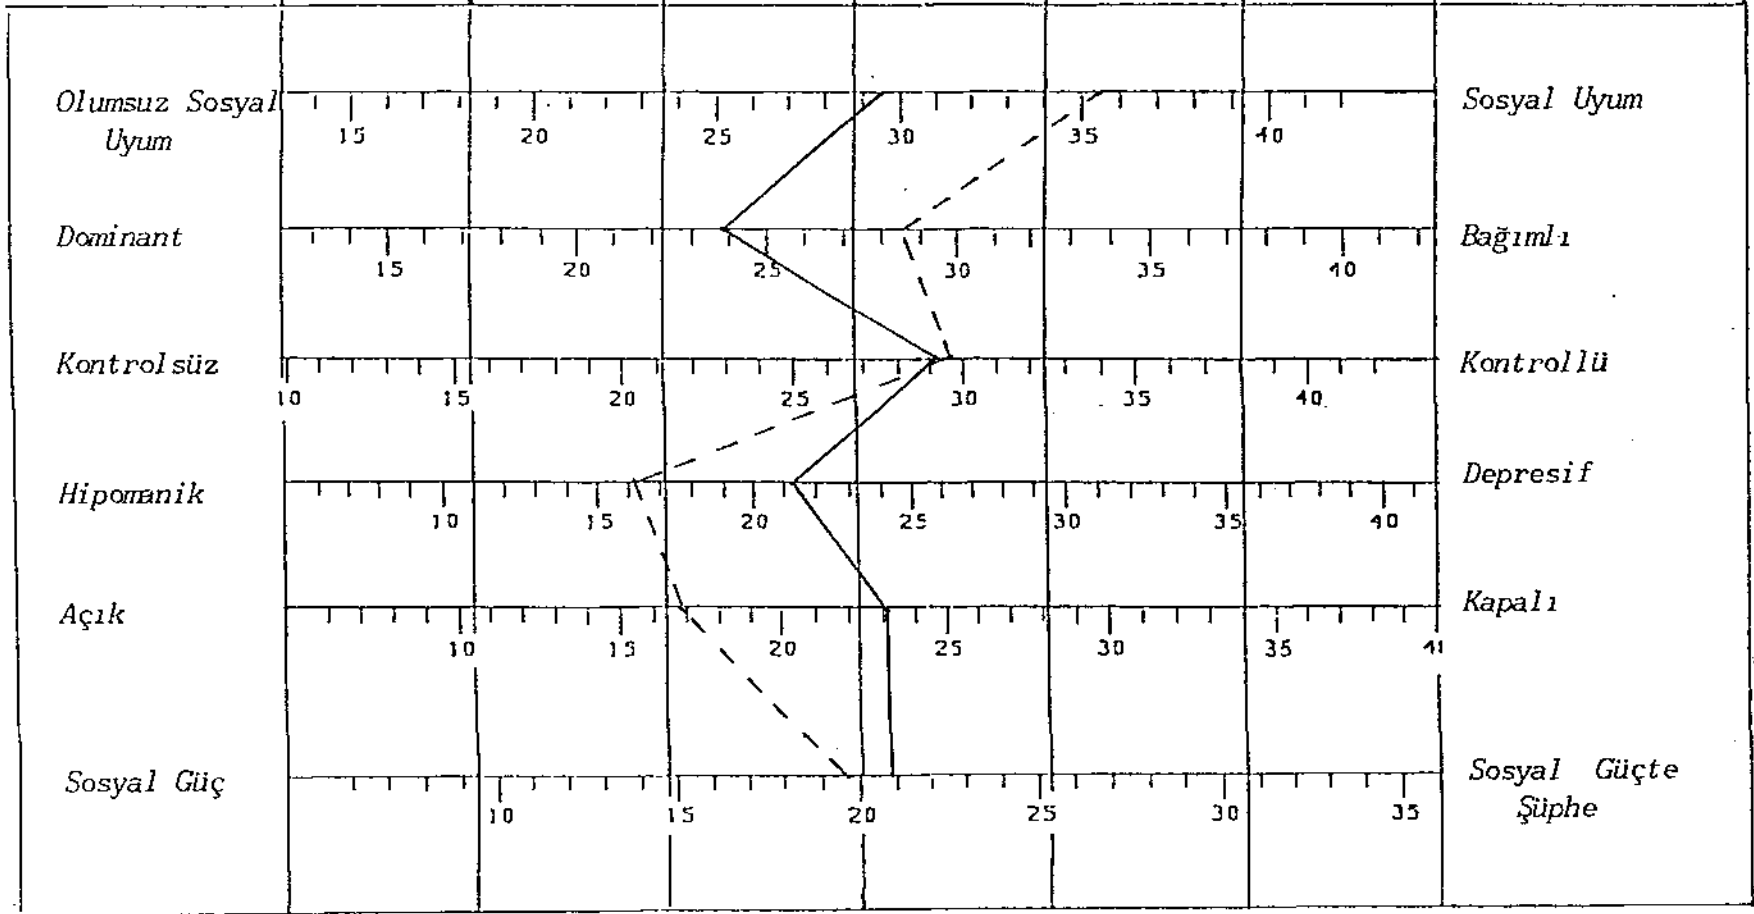 Olumsuz Sosyal Uyum
15 20 25 30 35 40
Sosyal Uyum
Dominant
15 20 25 30 35 40
Bağımlı
Kontrolsüz
10 15 20 25 30 35 40
Kontrollü
Hipomanik
10 15 20 25 30 35 40
Depresif
Açık
10 15 20 25 30 35
Kapalı
Sosyal Güç
10 15 20 25 30 35
Sosyal Güçte Şüphe